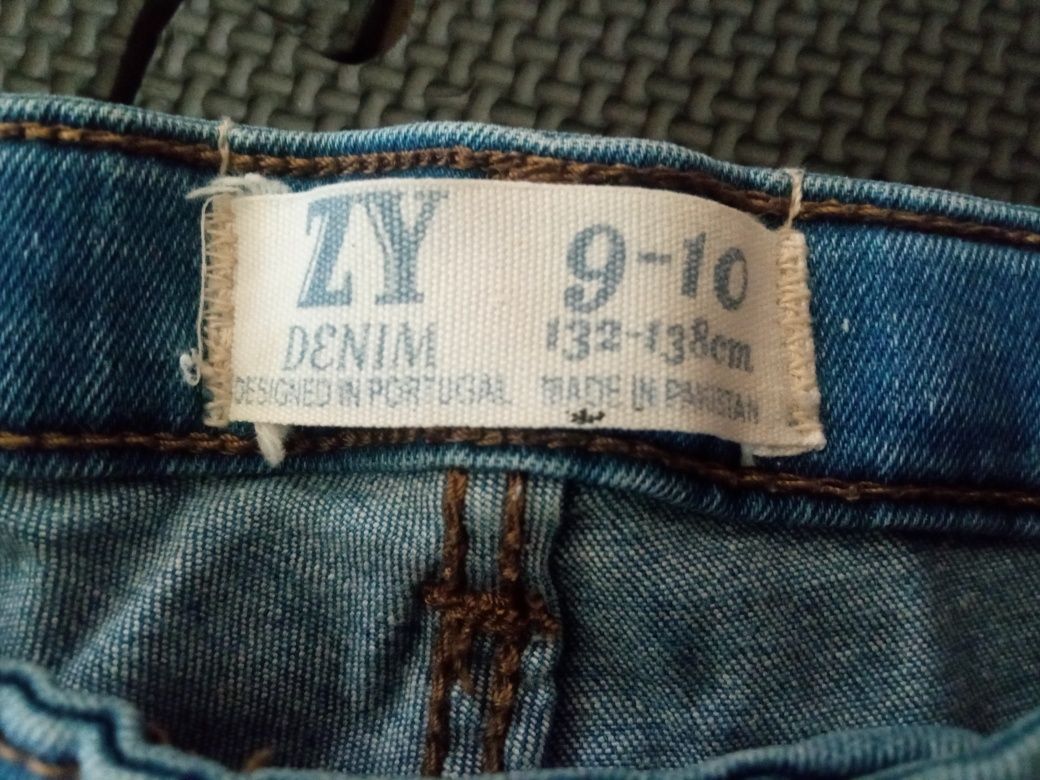 ZY 9-10
DENIM 132-138cm
DESIGNED IN PORTUGAL MADE IN PAKISTAN